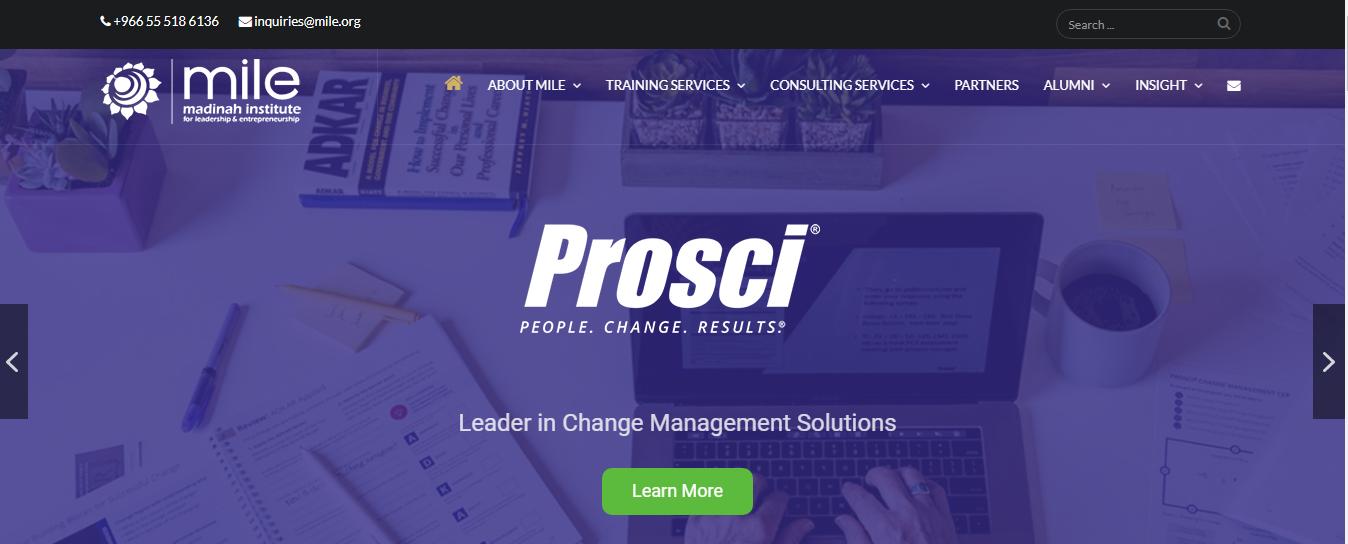 +966 55 518 6136
inquiries@mile.org
Search ...
mile
madinah institute
for leadership & entrepreneurship
ABOUT MILE
TRAINING SERVICES
CONSULTING SERVICES
PARTNERS
ALUMNI
INSIGHT
ADKAR
ADKAR
How to Implement
Successful Change
in
Our Personal Lives
and
Professional Careers
Prosci®
PEOPLE. CHANGE. RESULTS.®
Leader in Change Management Solutions
Learn More